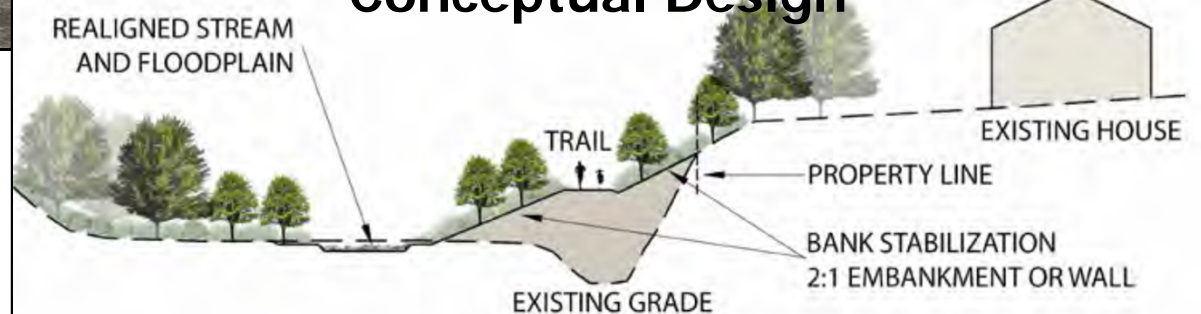 Conceptual Design
REALIGNED STREAM
AND FLOODPLAIN
TRAIL
EXISTING HOUSE
PROPERTY LINE
BANK STABILIZATION
2:1 EMBANKMENT OR WALL
EXISTING GRADE